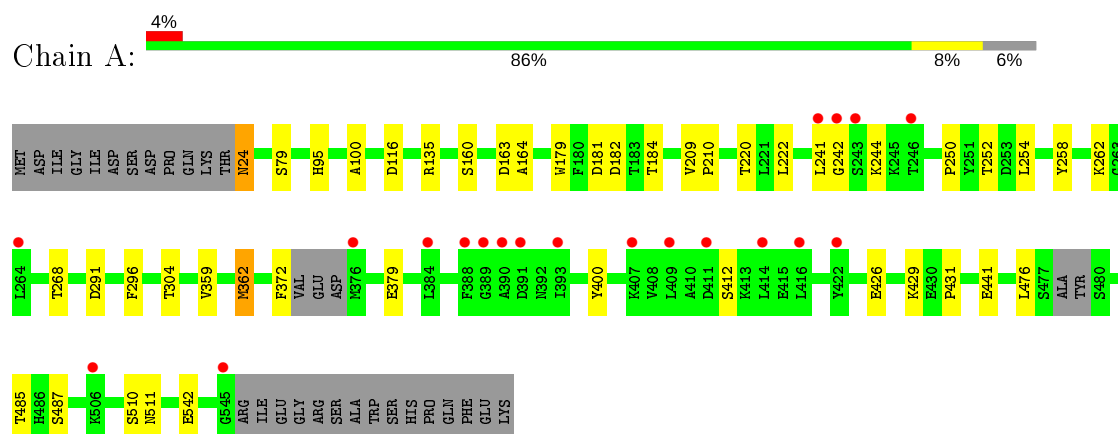 4%
Chain A:
86% 8% 6%
MET ASP ILE GLY ILE ASP SER ASP PRO GLN LYS THR N24 S79 H95 A100 D116 R135 S160 D163 A164 W179 F180 D181 D182 T183 T184 V209 P210 T220 L221 L222 L241 G242 S243 K244 K245 T246 P250 Y251 T252 D253 L254 Y258 K262 G263
L264 T268 D291 F296 T304 V359 M362 F372 VAL GLU ASP M376 E379 L384 F388 G389 A390 D391 N392 I393 Y400 K407 V408 L409 A410 D411 S412 K413 L414 E415 L416 Y422 E426 K429 E430 P431 E441 L476 S477 ALA TYR S480
T485 H486 S487 K506 S510 N511 E542 G545 ARG ILE GLU GLY ARG SER ALA TRP SER HIS PRO GLN PHE GLU LYS